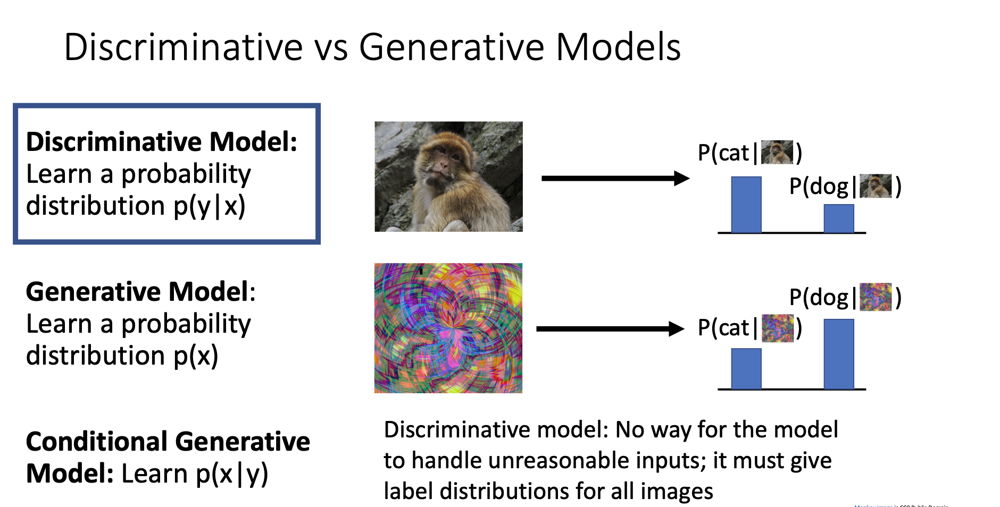 Discriminative vs Generative Models
Discriminative Model:
Learn a probability
distribution p(y|x)
P(cat| )
P(dog| )
Generative Model:
Learn a probability
distribution p(x)
P(dog| )
P(cat| )
Conditional Generative
Model: Learn p(x|y)
Discriminative model: No way for the model
to handle unreasonable inputs; it must give
label distributions for all images